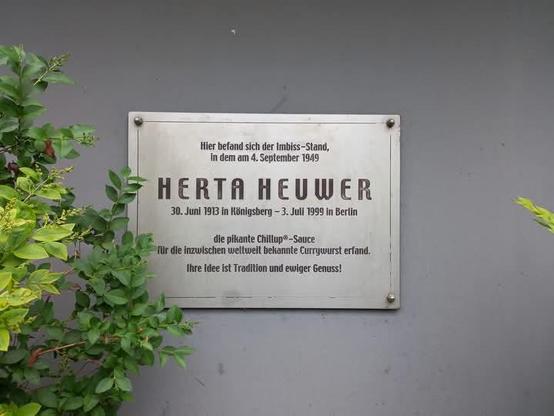 Hier befand sich der Imbiss-Stand,
in dem am 4. September 1949
HERTA HEUWER
30. Juni 1913 in Königsberg – 3. Juli 1999 in Berlin
die pikante Chillup®-Sauce
für die inzwischen weltweit bekannte Currywurst erfand.
Ihre Idee ist Tradition und ewiger Genuss!